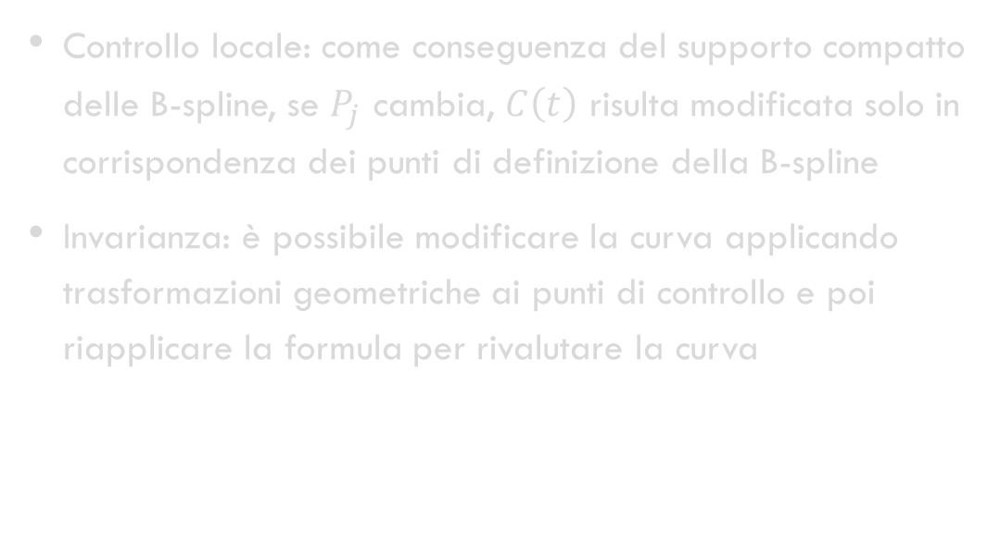 • Controllo locale: come conseguenza del supporto compatto
delle B-spline, se 𝑃𝑗 cambia, 𝐶(𝑡) risulta modificata solo in
corrispondenza dei punti di definizione della B-spline
• Invarianza: è possibile modificare la curva applicando
trasformazioni geometriche ai punti di controllo e poi
riapplicare la formula per rivalutare la curva